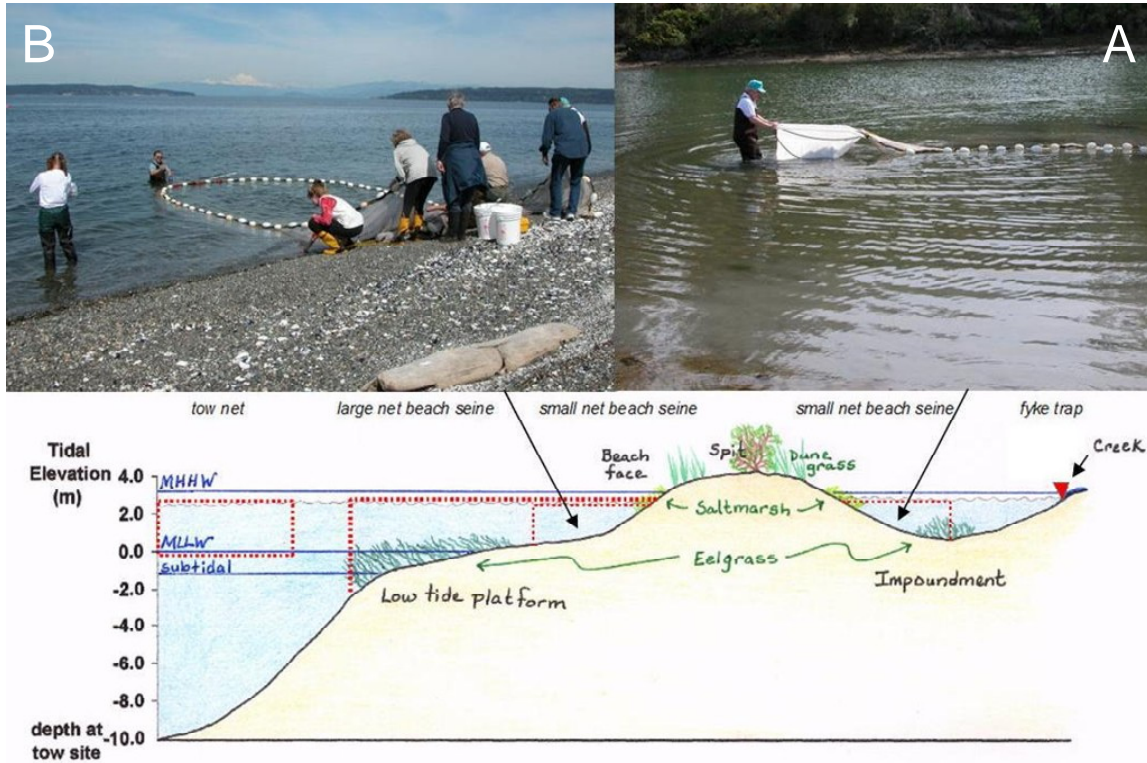 B
A
tow net
large net beach seine
small net beach seine
small net beach seine
fyke trap
Tidal
Elevation
(m)
4.0
2.0
0.0
-2.0
-4.0
-6.0
-8.0
-10.0
depth at
tow site
MHHW
MLLW
subtidal
Beach
face
Spit
Dune
grass
Creek
← Saltmarsh →
Eelgrass
Low tide platform
Impoundment